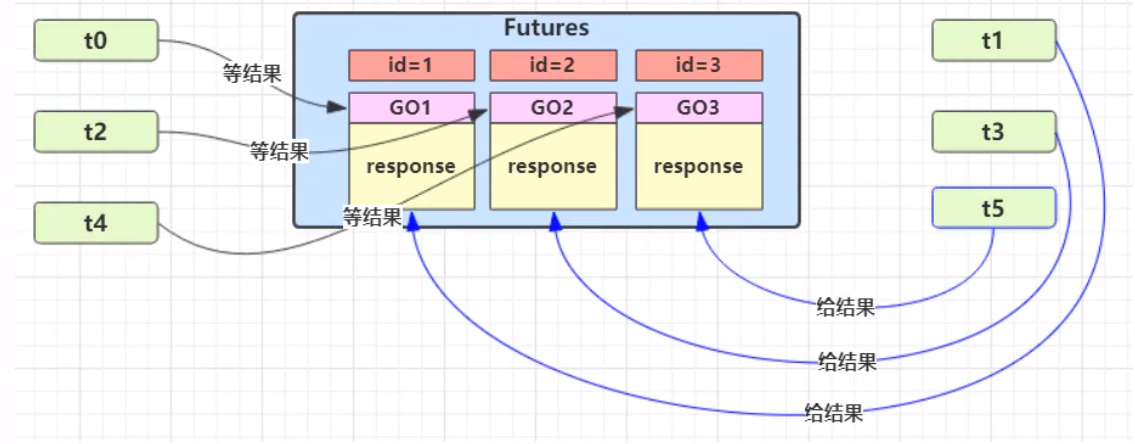 Futures
t0
t1
id=1
id=2
id=3
等结果
GO1
GO2
GO3
t2
t3
等结果
response
response
response
t4
t5
等结果
给结果
给结果
给结果